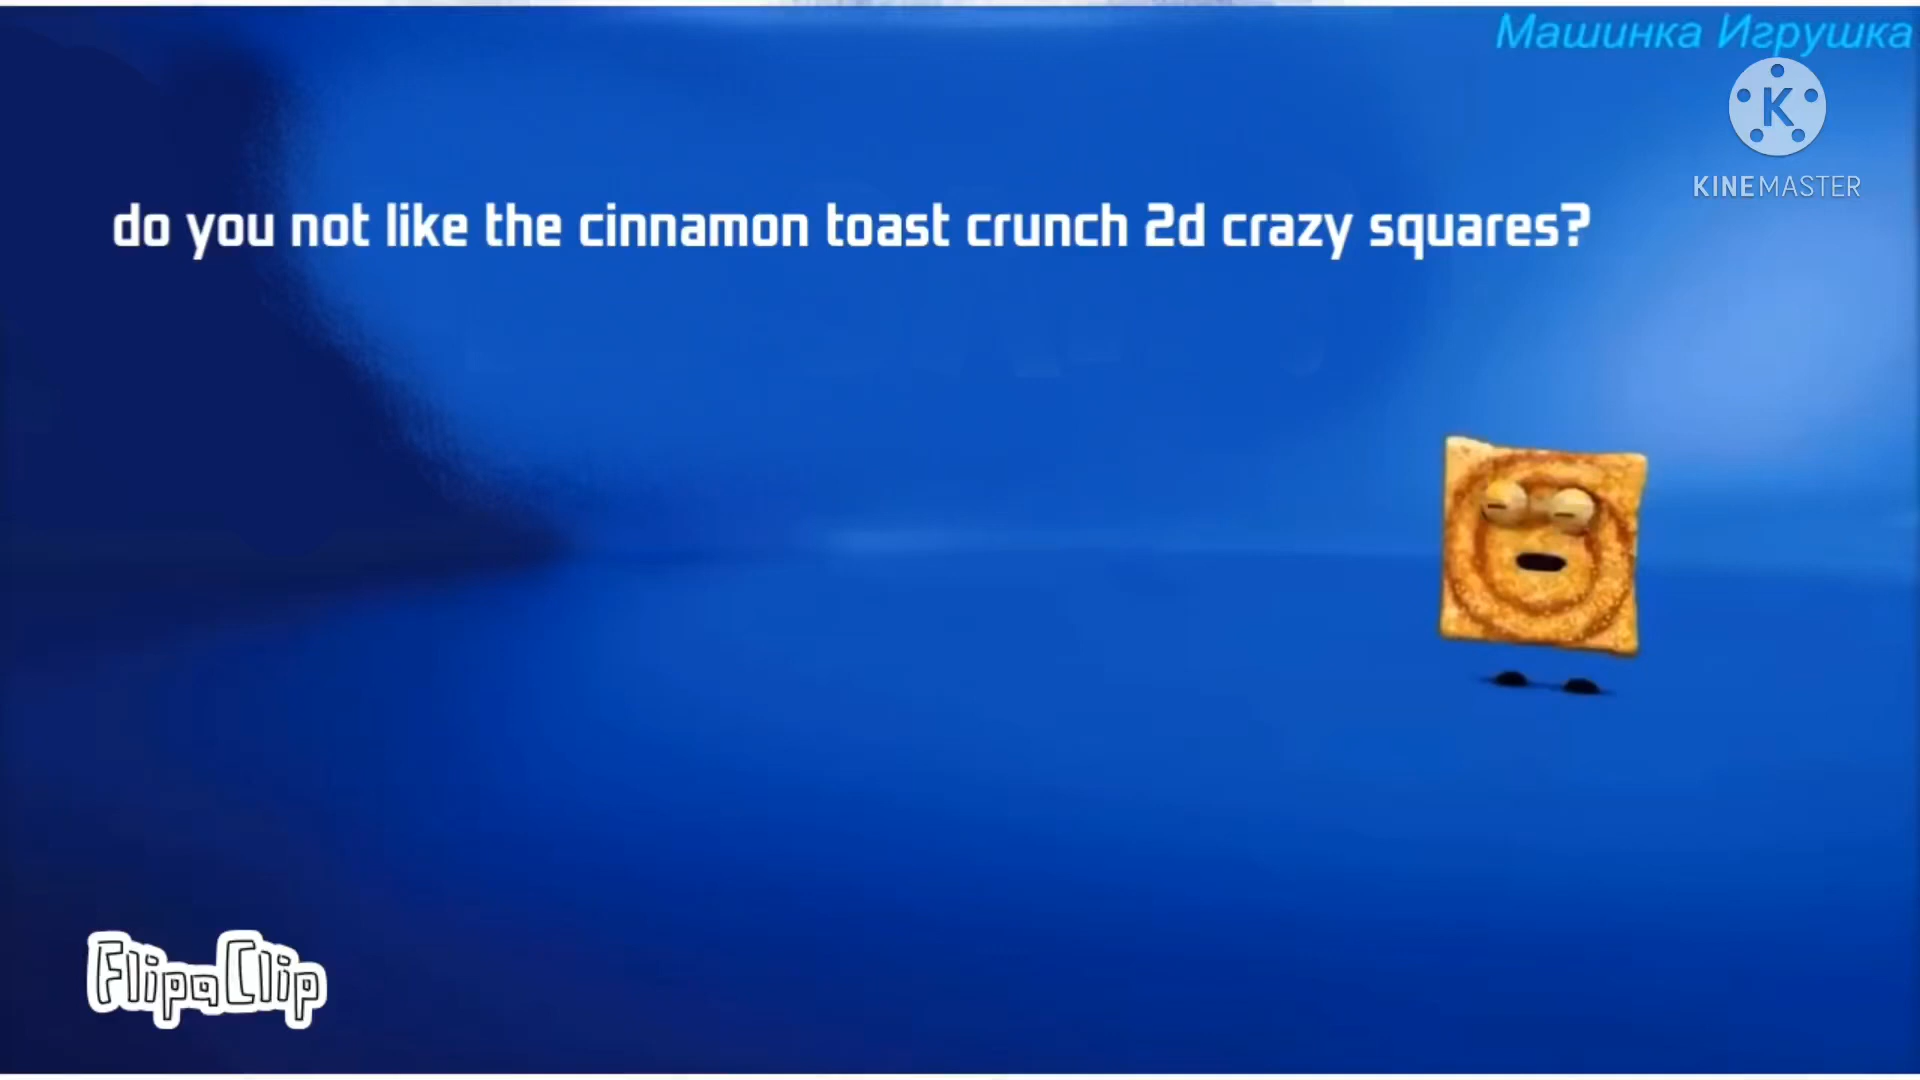 Машинка Игрушка
K
KINEMASTER
do you not like the cinnamon toast crunch 2d crazy squares?
FlipaClip